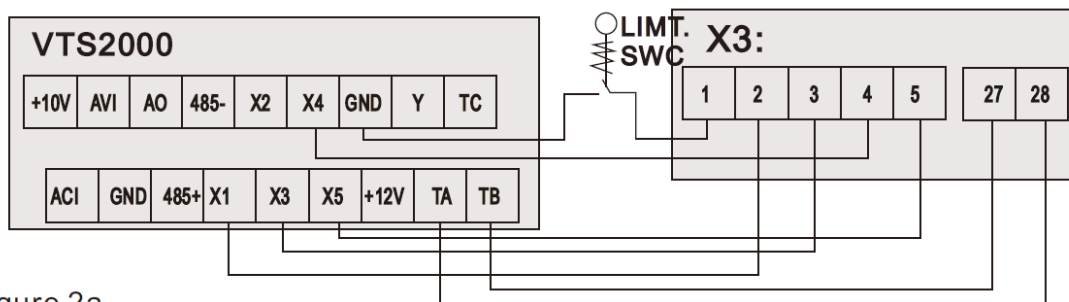 VTS2000
+10V AVI AO 485- X2 X4 GND Y TC
ACI GND 485+ X1 X3 X5 +12V TA TB
LIMT.
SWC
X3:
1 2 3 4 5 27 28